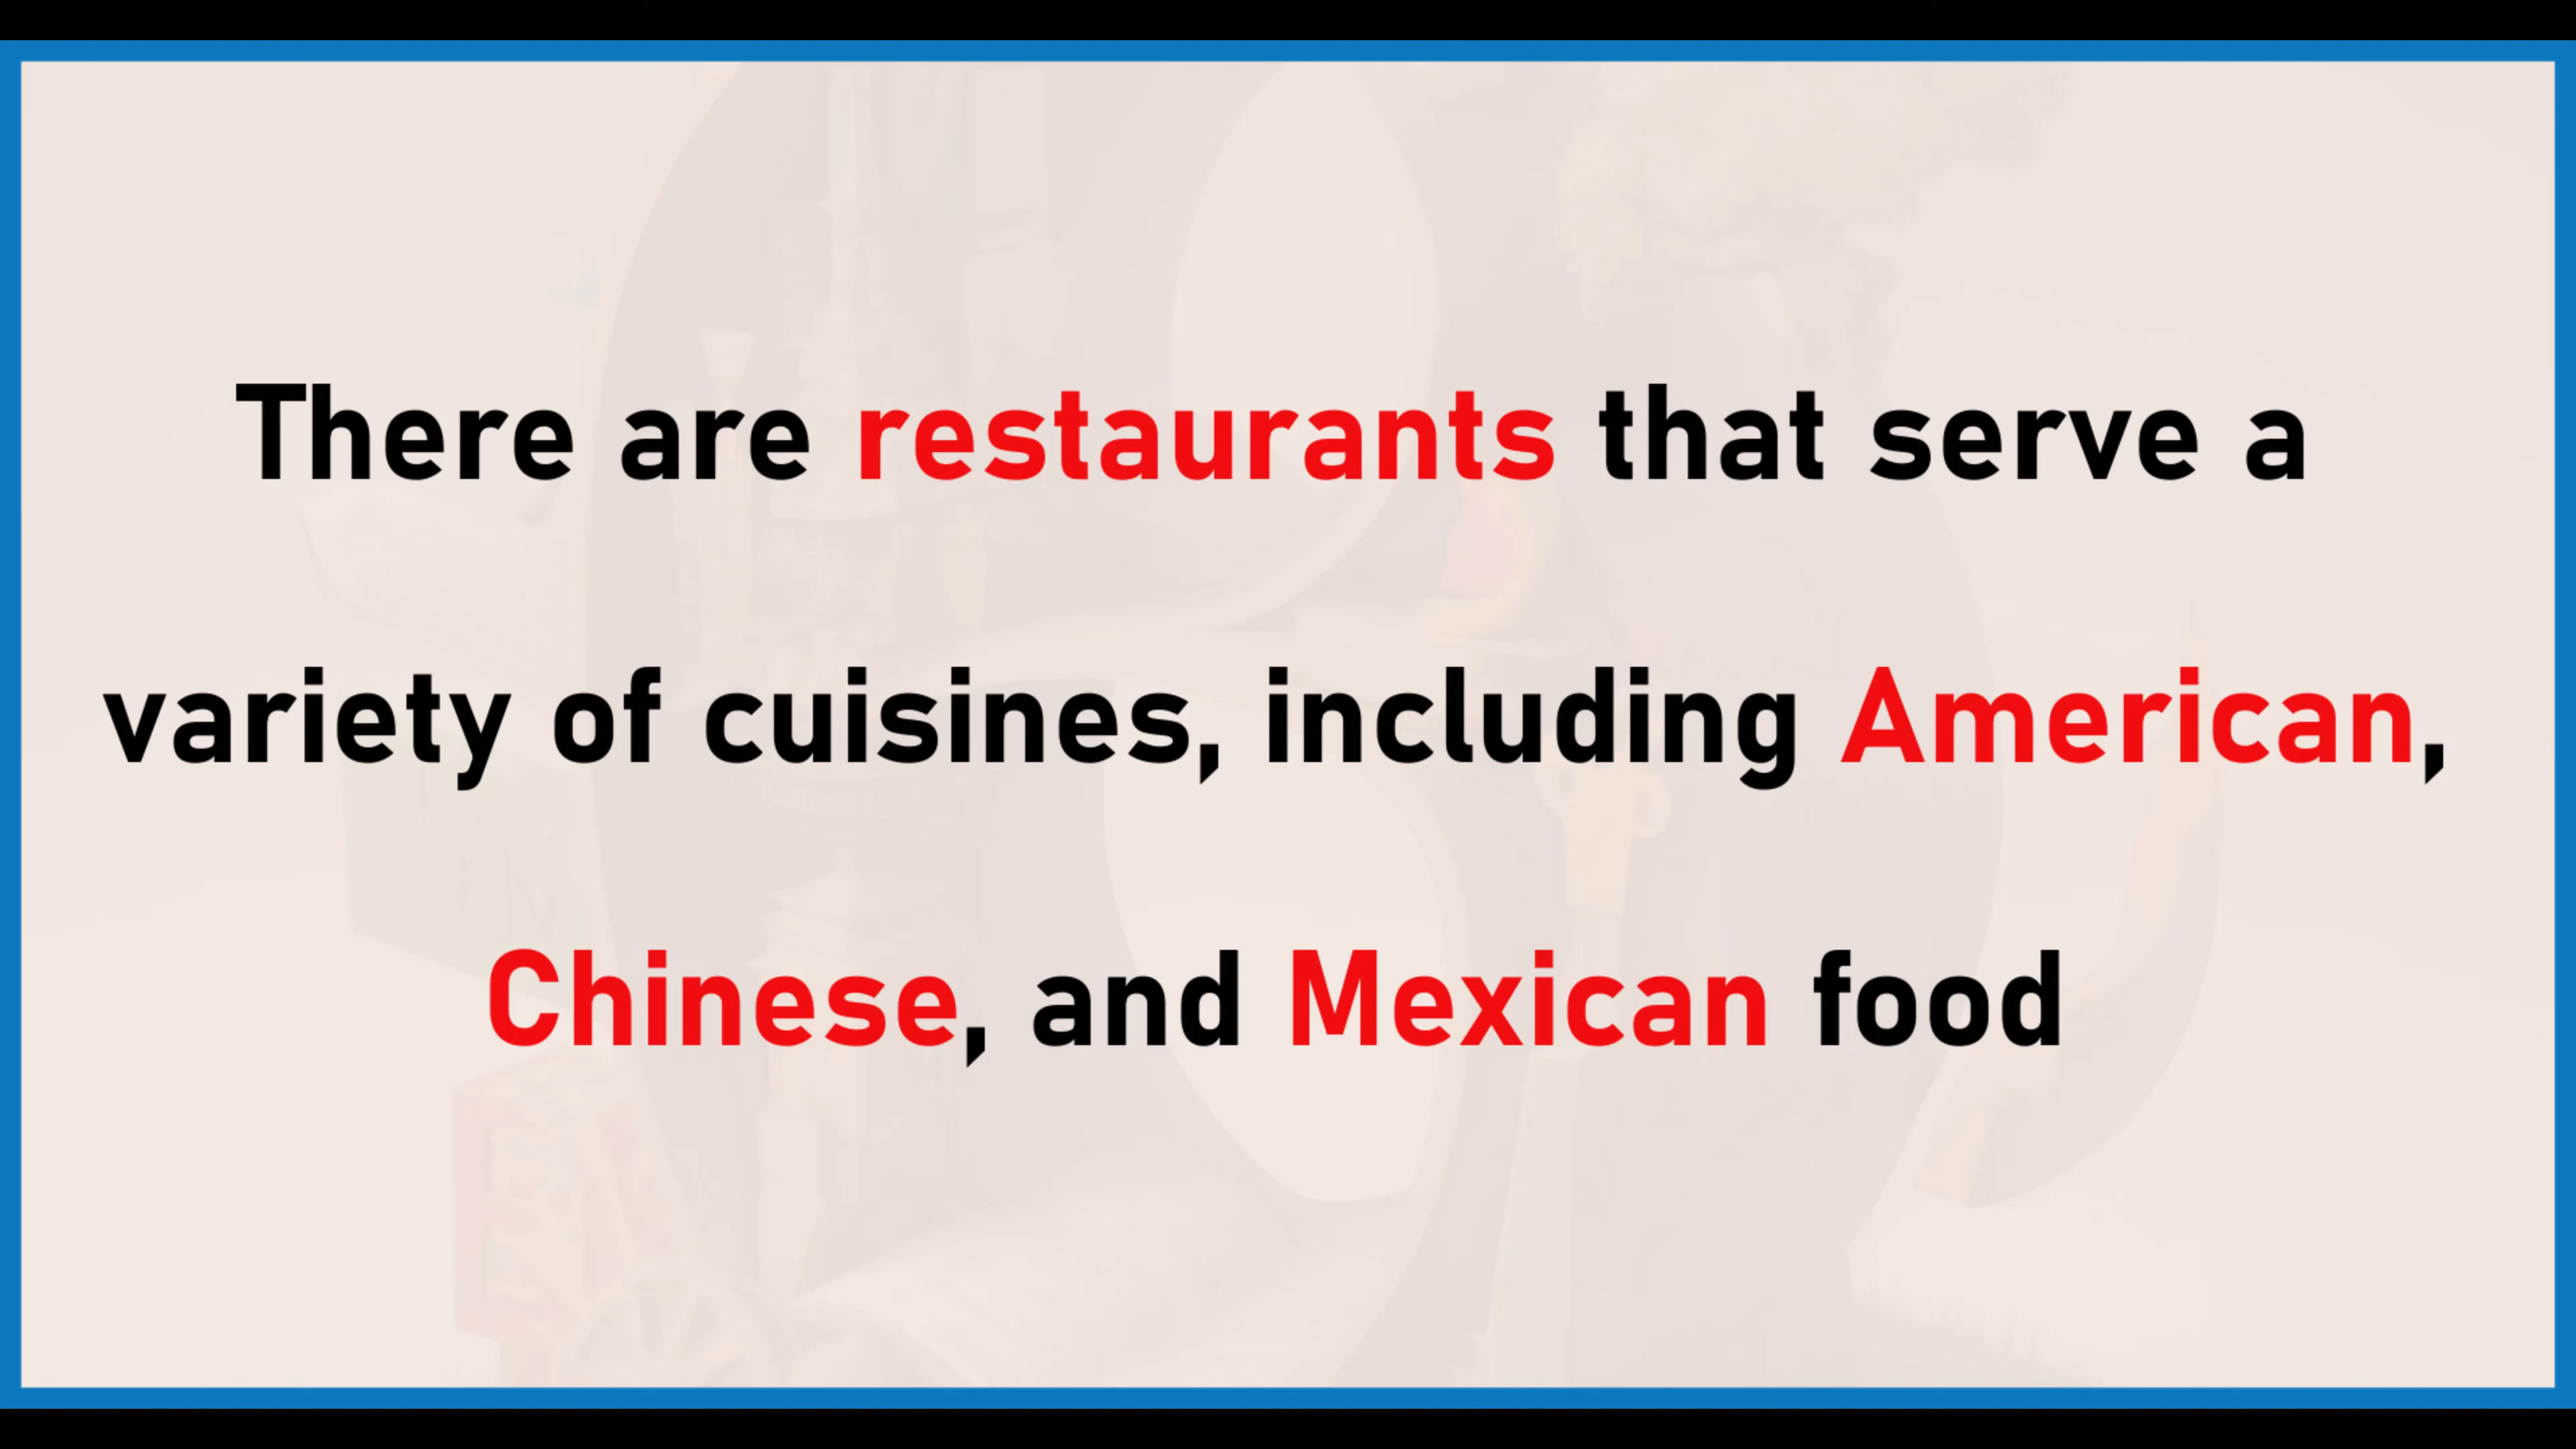 There are restaurants that serve a
variety of cuisines, including American,
Chinese, and Mexican food